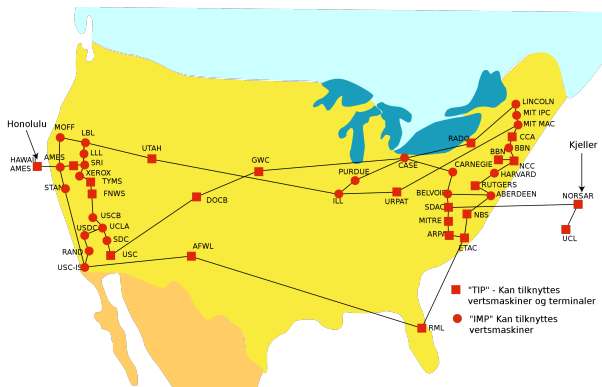 LINCOLN
MIT IPC
MIT MAC
Honolulu
MOFF
LBL
RADC
CCA
Kjeller
LLL
UTAH
GWC
CASE
BBN
BBN
HAWAII
AMES
AMES
SRI
PURDUE
CARNEGIE
NCC
XEROX
HARVARD
STAN
TYMS
RUTGERS
FNWS
DOCB
ILL
URPAT
BELVOIR
ABERDEEN
NORSAR
SDAC
USCB
NBS
USDC
UCLA
MITRE
SDC
ARPA
UCL
RAND
USC
AFWL
ETAC
USC-IS
"TIP" - Kan tilknyttes
vertsmaskiner og terminaler
"IMP" Kan tilknyttes
vertsmaskiner
RML